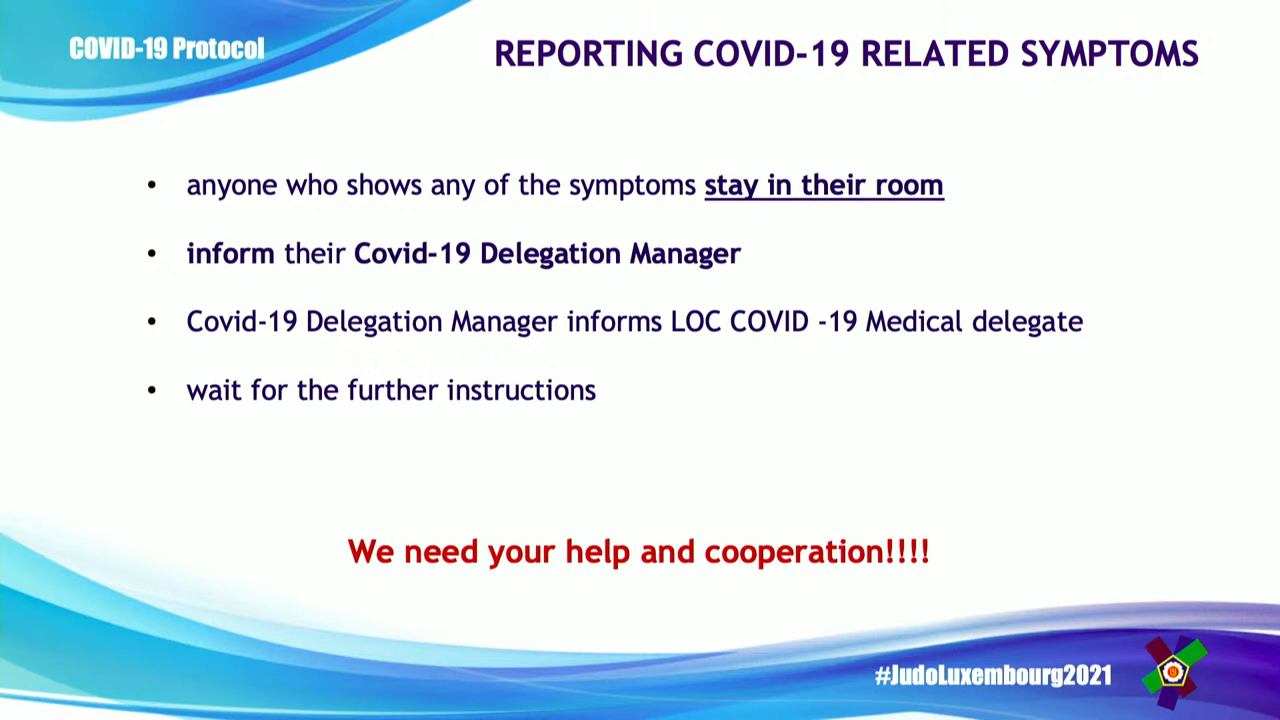 COVID-19 Protocol
REPORTING COVID-19 RELATED SYMPTOMS
• anyone who shows any of the symptoms stay in their room
• inform their Covid-19 Delegation Manager
• Covid-19 Delegation Manager informs LOC COVID -19 Medical delegate
• wait for the further instructions
We need your help and cooperation!!!!
#JudoLuxembourg2021